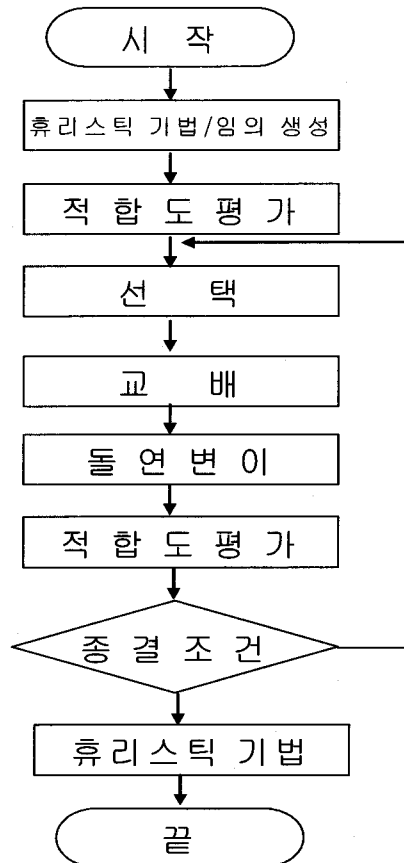 시 작
휴리스틱 기법/임의 생성
적 합 도 평 가
선 택
교 배
돌 연 변 이
적 합 도 평 가
종 결 조 건
휴리스틱 기법
끝